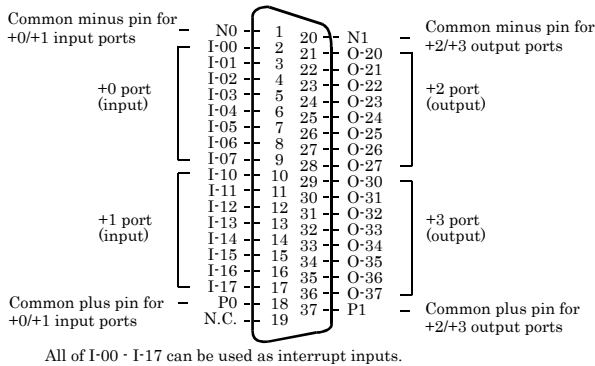 Common minus pin for
+0/+1 input ports
N0 1
I-00 2
I-01 3
I-02 4
I-03 5
I-04 6
I-05 7
I-06 8
I-07 9
I-10 10
I-11 11
I-12 12
I-13 13
I-14 14
I-15 15
I-16 16
I-17 17
P0 18
N.C. 19
+0 port
(input)
+1 port
(input)
Common plus pin for
+0/+1 input ports
20 N1
21 O-20
22 O-21
23 O-22
24 O-23
25 O-24
26 O-25
27 O-26
28 O-27
29 O-30
30 O-31
31 O-32
32 O-33
33 O-34
34 O-35
35 O-36
36 O-37
37 P1
Common minus pin for
+2/+3 output ports
+2 port
(output)
+3 port
(output)
Common plus pin for
+2/+3 output ports
All of I-00 - I-17 can be used as interrupt inputs.